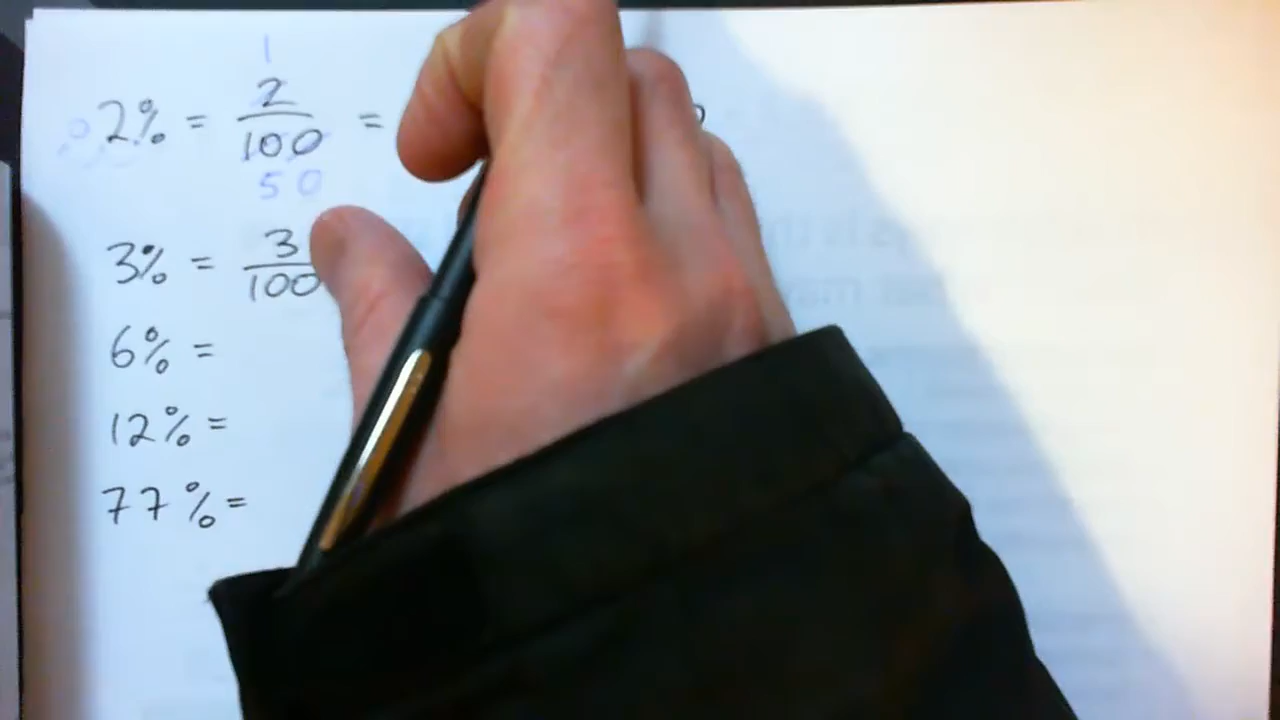 1
2% = 2/100 =
50
3% = 3/100
6% =
12% =
77% =